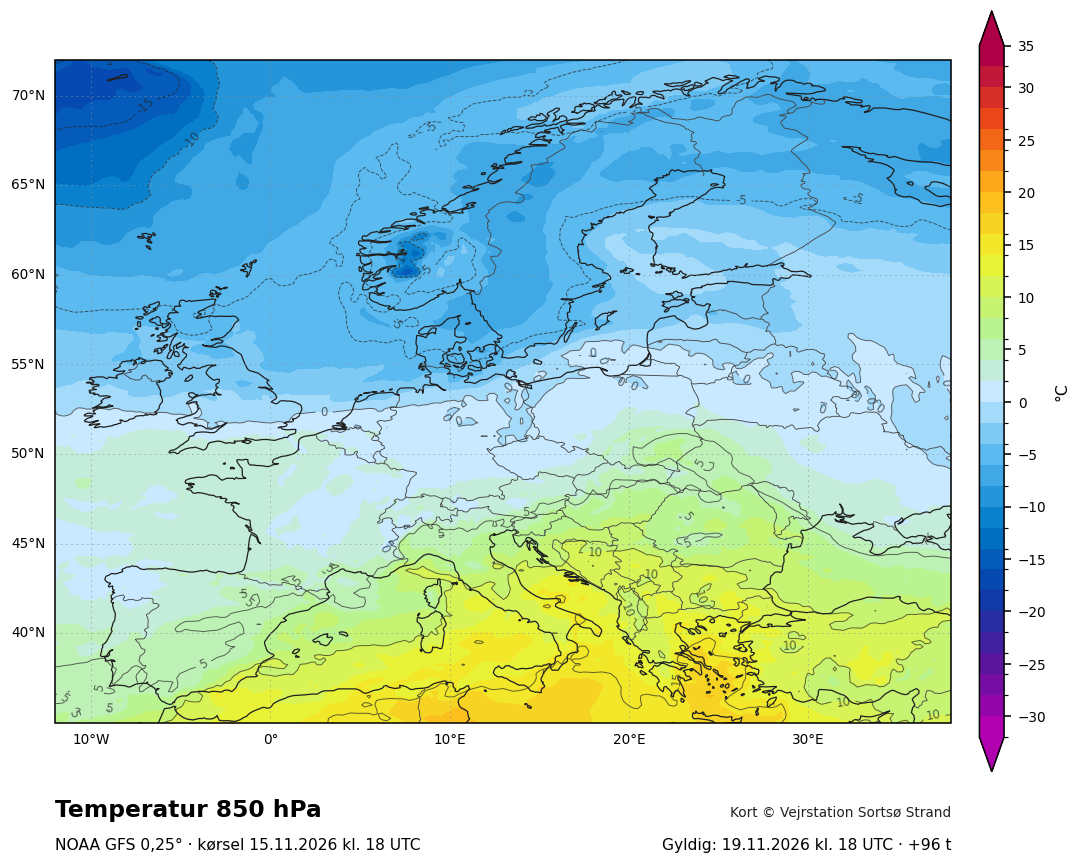 35
30
25
20
15
10
5
0
−5
−10
−15
−20
−25
−30
°C
70°N
65°N
60°N
55°N
50°N
45°N
40°N
10°W
0°
10°E
20°E
30°E
Temperatur 850 hPa
Kort © Vejrstation Sortsø Strand
NOAA GFS 0,25° · kørsel 15.11.2026 kl. 18 UTC
Gyldig: 19.11.2026 kl. 18 UTC · +96 t